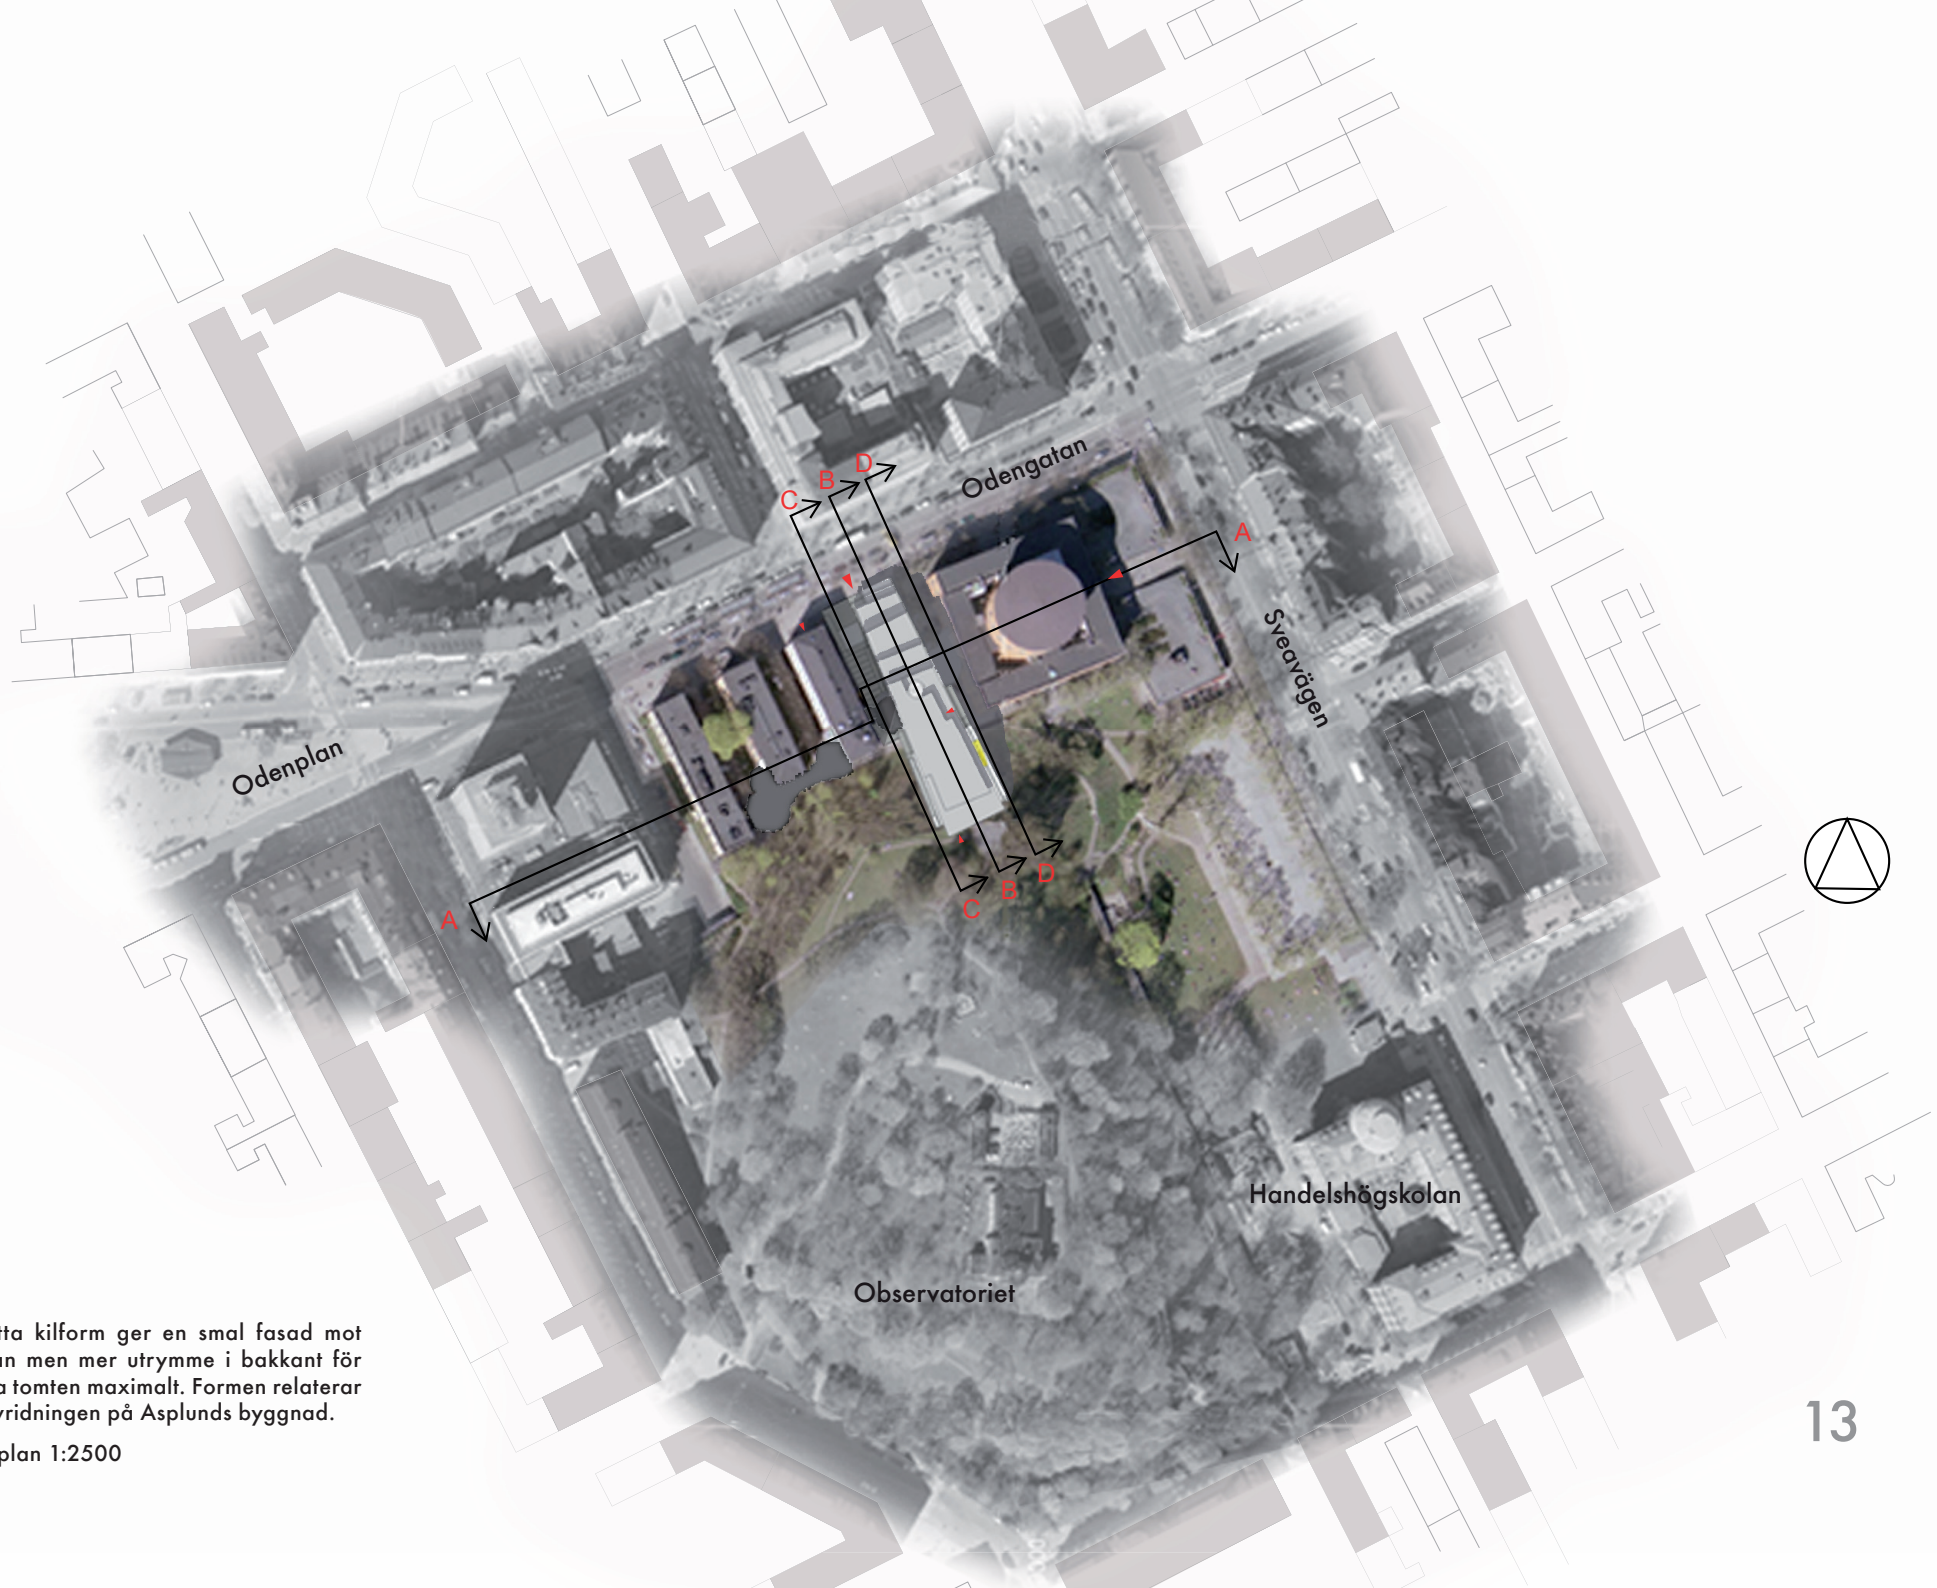 D
B
C
Odengatan
A
Sveavägen
Odenplan
D
B
C
A
Handelshögskolan
Observatoriet
kilform ger en smal fasad mot
men mer utrymme i bakkant för
tomten maximalt. Formen relaterar
på Asplunds byggnad.
1:2500
13